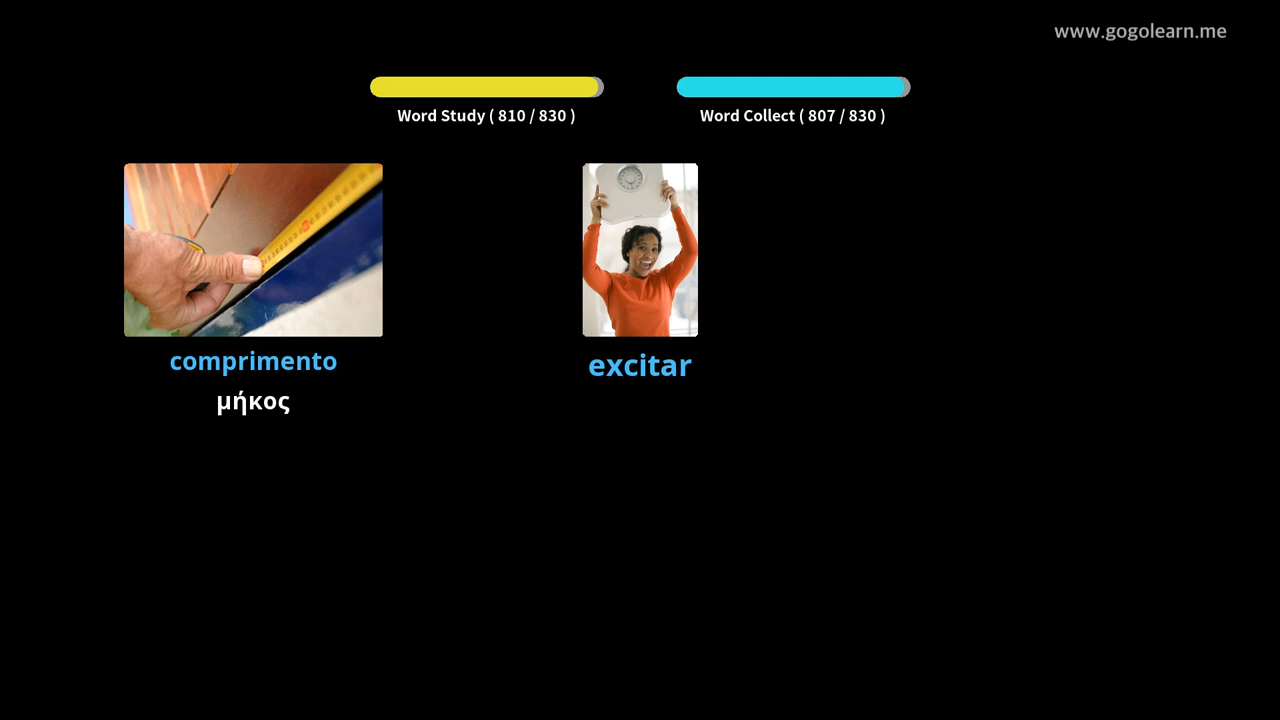 www.gogolearn.me
Word Study ( 810 / 830 )
Word Collect ( 807 / 830 )
comprimento
μήκος
excitar